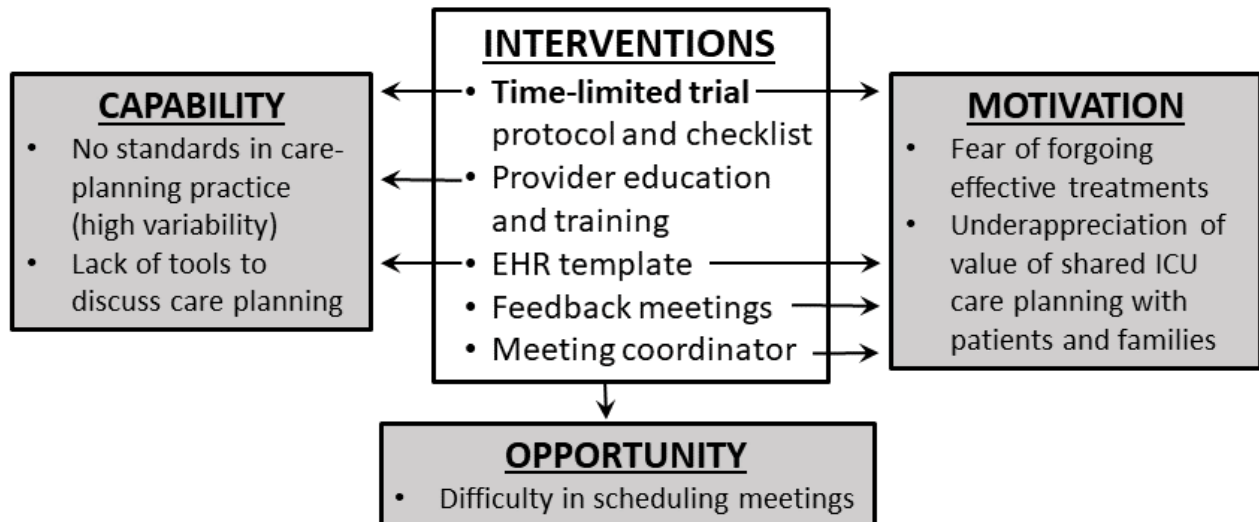 INTERVENTIONS
• Time-limited trial
protocol and checklist
• Provider education
and training
• EHR template
• Feedback meetings
• Meeting coordinator
CAPABILITY
• No standards in care-
planning practice
(high variability)
• Lack of tools to
discuss care planning
MOTIVATION
• Fear of forgoing
effective treatments
• Underappreciation of
value of shared ICU
care planning with
patients and families
OPPORTUNITY
• Difficulty in scheduling meetings